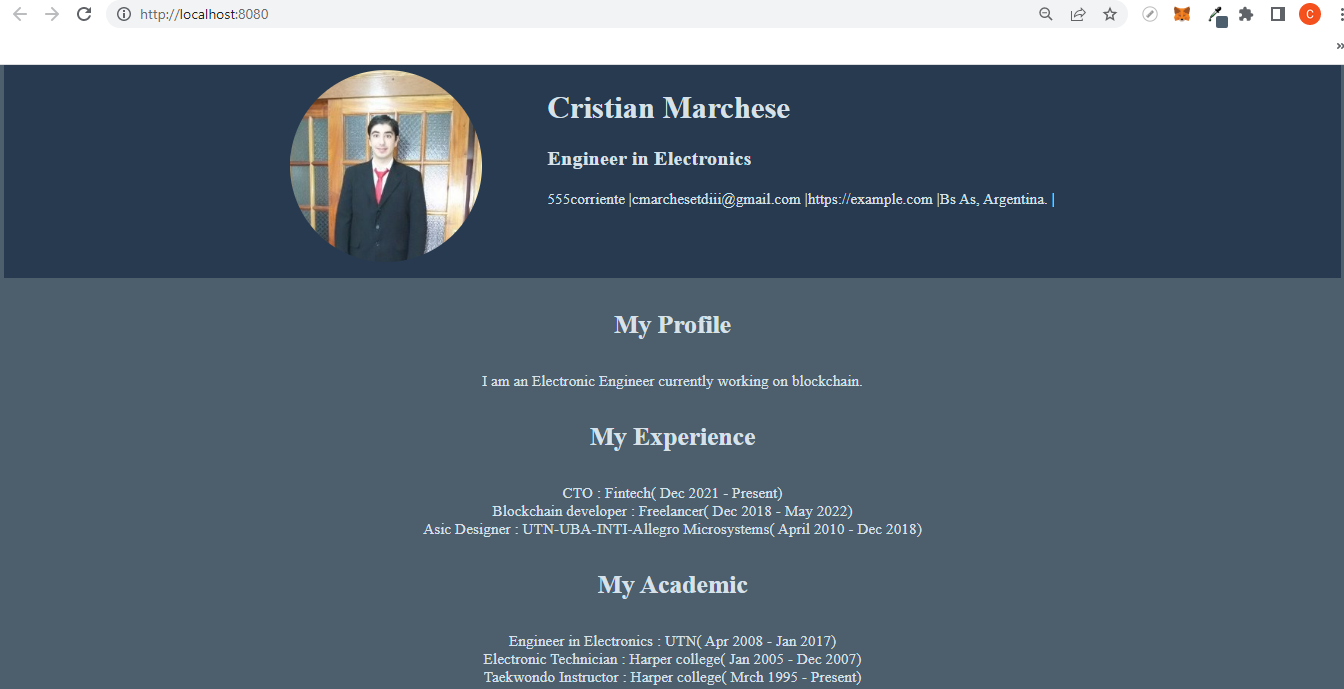 http://localhost:8080
C
»
Cristian Marchese
Engineer in Electronics
555corriente |cmarchesetdiii@gmail.com |https://example.com |Bs As, Argentina. |
My Profile
I am an Electronic Engineer currently working on blockchain.
My Experience
CTO : Fintech( Dec 2021 - Present)
Blockchain developer : Freelancer( Dec 2018 - May 2022)
Asic Designer : UTN-UBA-INTI-Allegro Microsystems( April 2010 - Dec 2018)
My Academic
Engineer in Electronics : UTN( Apr 2008 - Jan 2017)
Electronic Technician : Harper college( Jan 2005 - Dec 2007)
Taekwondo Instructor : Harper college( Mrch 1995 - Present)